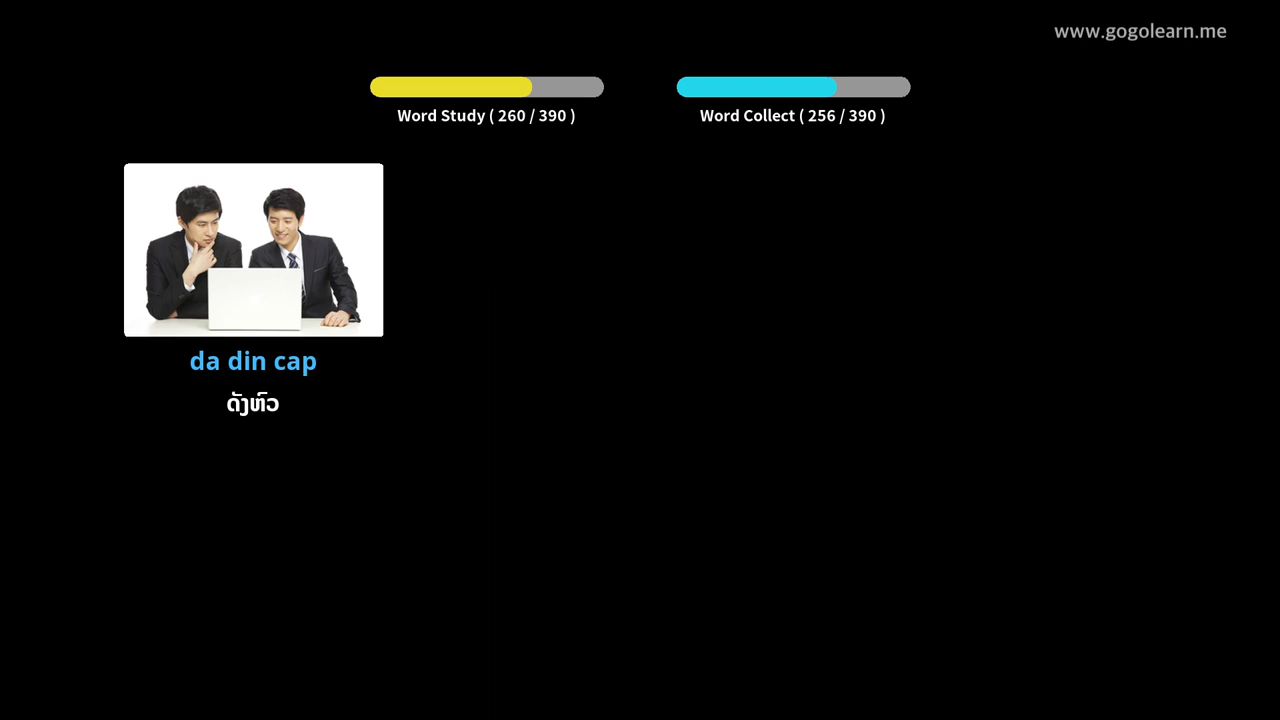 www.gogolearn.me
Word Study ( 260 / 390 )
Word Collect ( 256 / 390 )
da din cap
ດັ່ງຫົວ